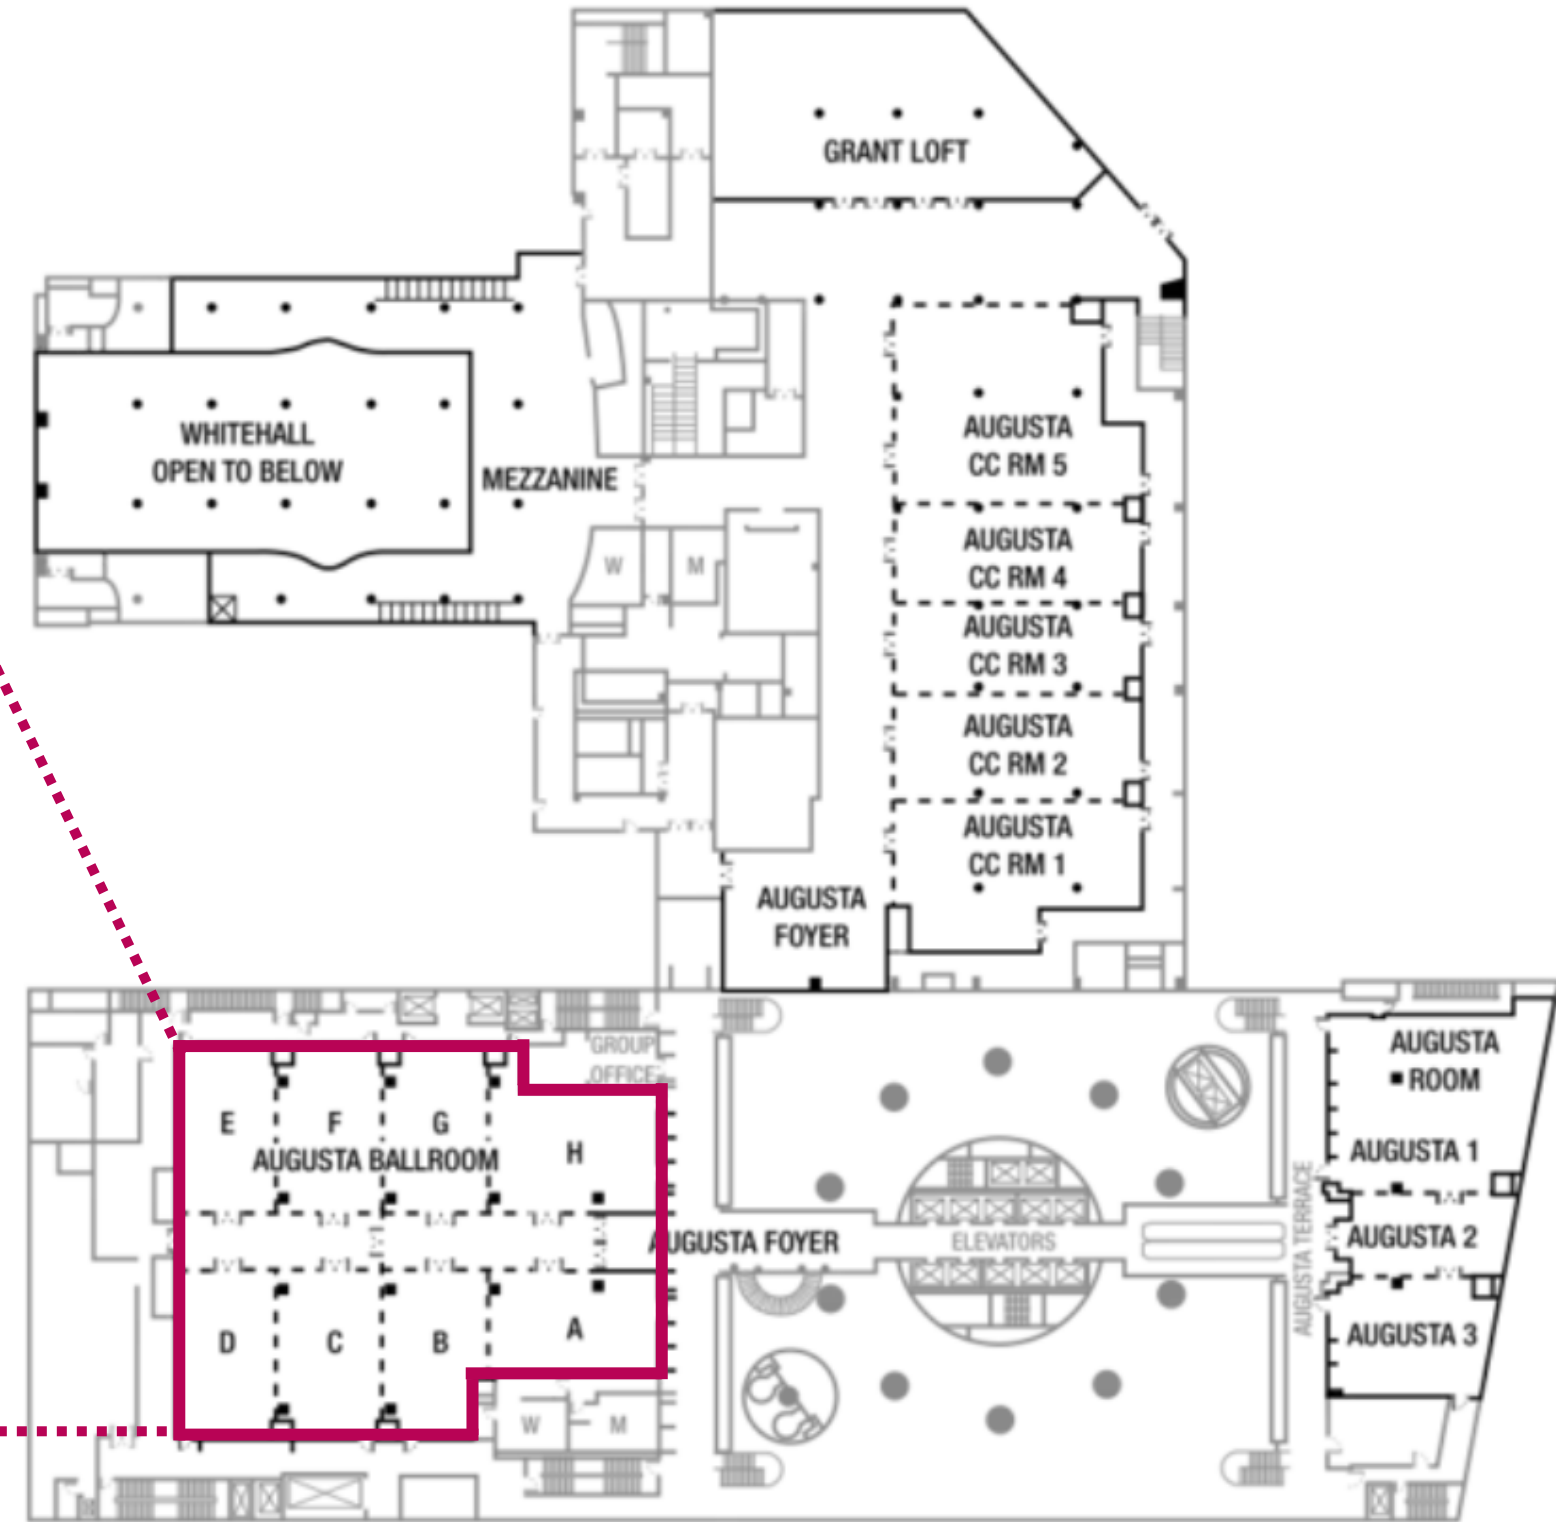 GRANT LOFT
WHITEHALL
OPEN TO BELOW
MEZZANINE
AUGUSTA
CC RM 5
AUGUSTA
CC RM 4
AUGUSTA
CC RM 3
AUGUSTA
CC RM 2
AUGUSTA
CC RM 1
W
M
AUGUSTA
FOYER
GROUP
OFFICE
E
F
G
H
AUGUSTA BALLROOM
D
C
B
A
W
M
AUGUSTA FOYER
ELEVATORS
AUGUSTA TERRACE
AUGUSTA
ROOM
AUGUSTA 1
AUGUSTA 2
AUGUSTA 3